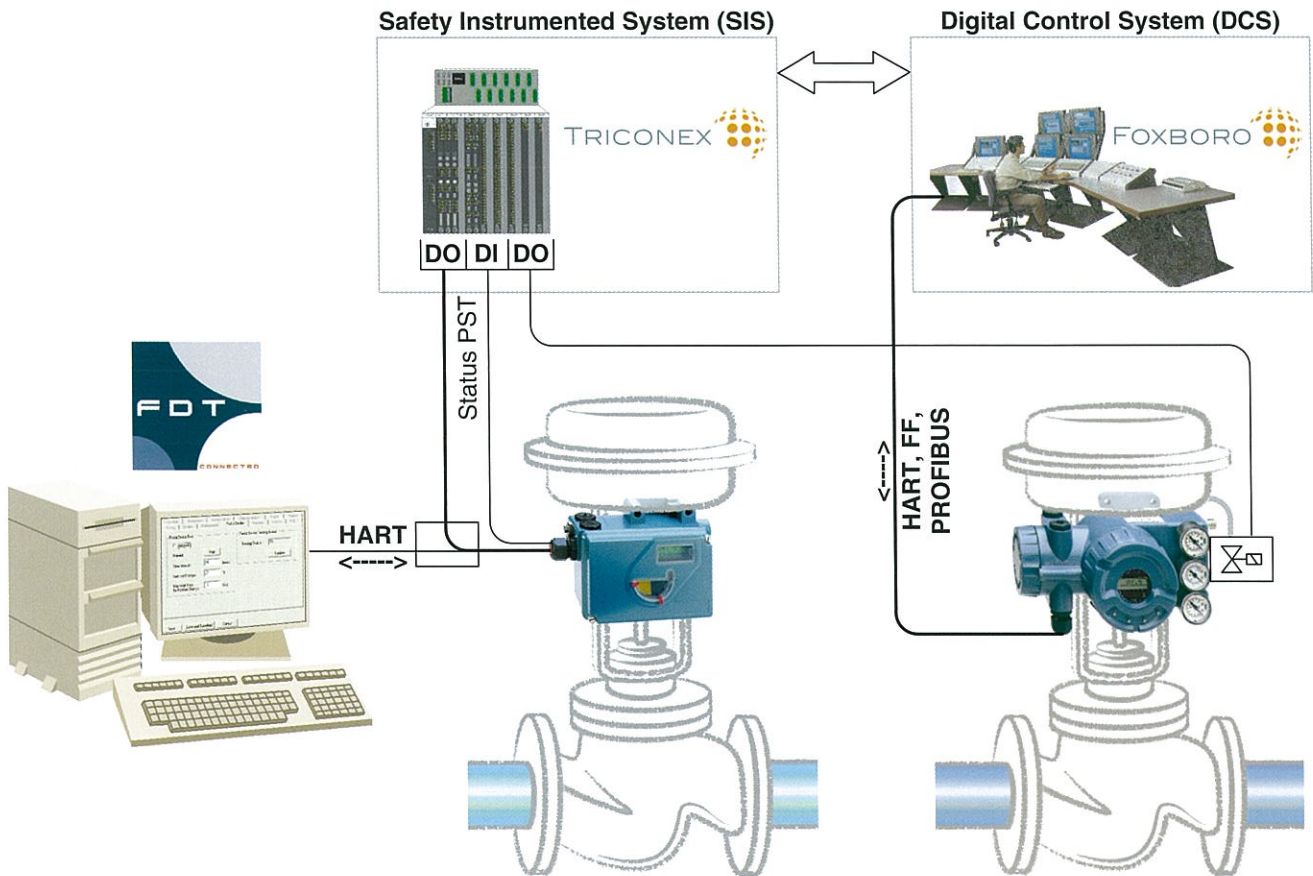 Safety Instrumented System (SIS)
Digital Control System (DCS)
TRICONEX
FOXBORO
DO DI DO
Status PST
FDT
CONNECTED
HART
<----->
HART, FF,
PROFIBUS
<---->